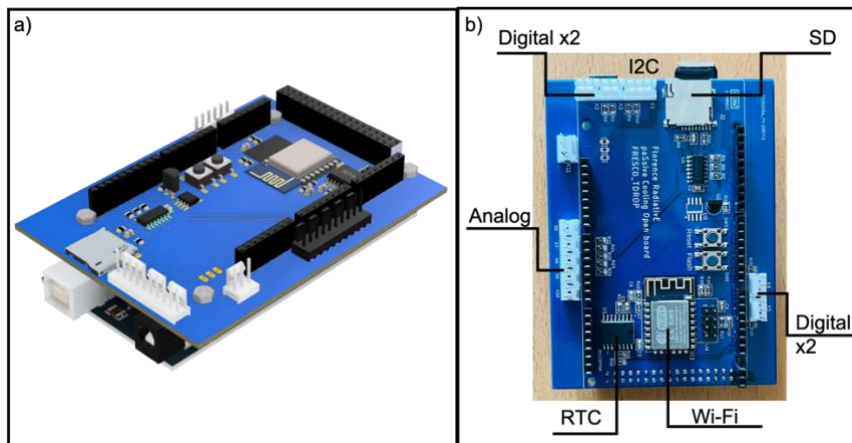 a)
b)
Digital x2
I2C
SD
Florence RadiativE
paSsive Cooling Open board
FRESCO_TDROP
Analog
Reset
Flash
Digital
x2
RTC
Wi-Fi